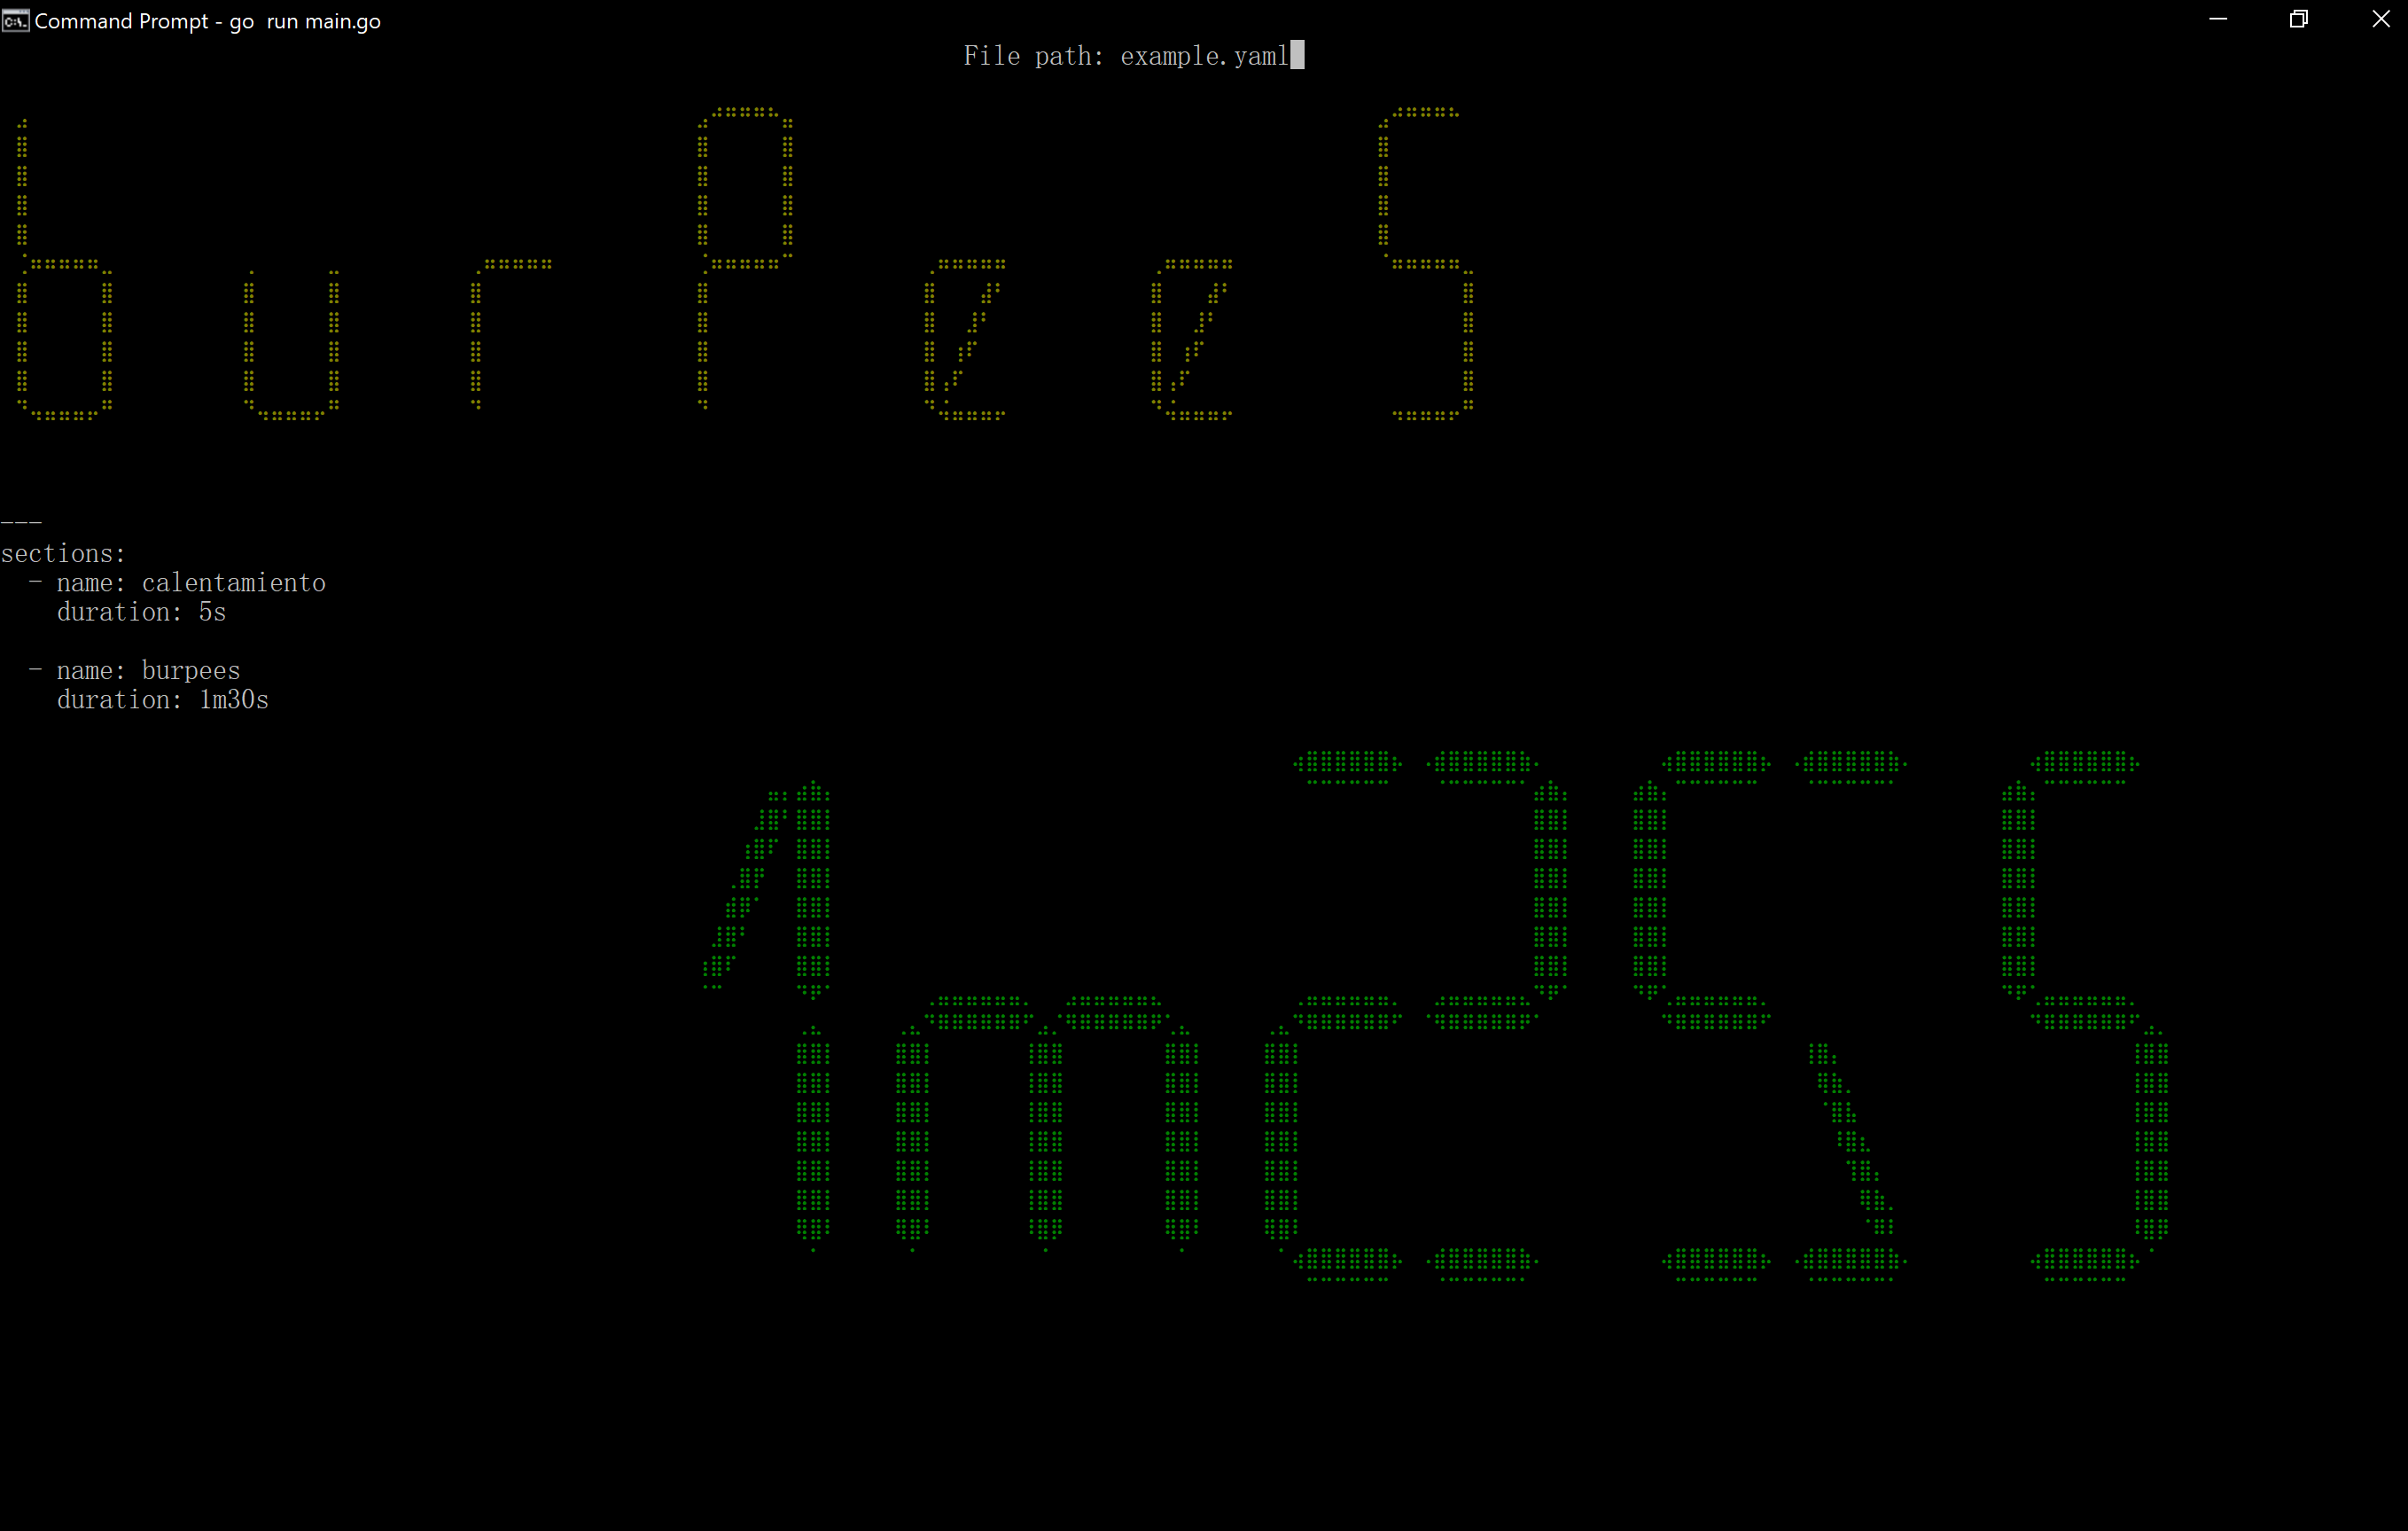 Command Prompt - go  run main.go
File path: example.yaml
burPeeS
---
sections:
  - name: calentamiento
    duration: 5s
  - name: burpees
    duration: 1m30s
1m25S